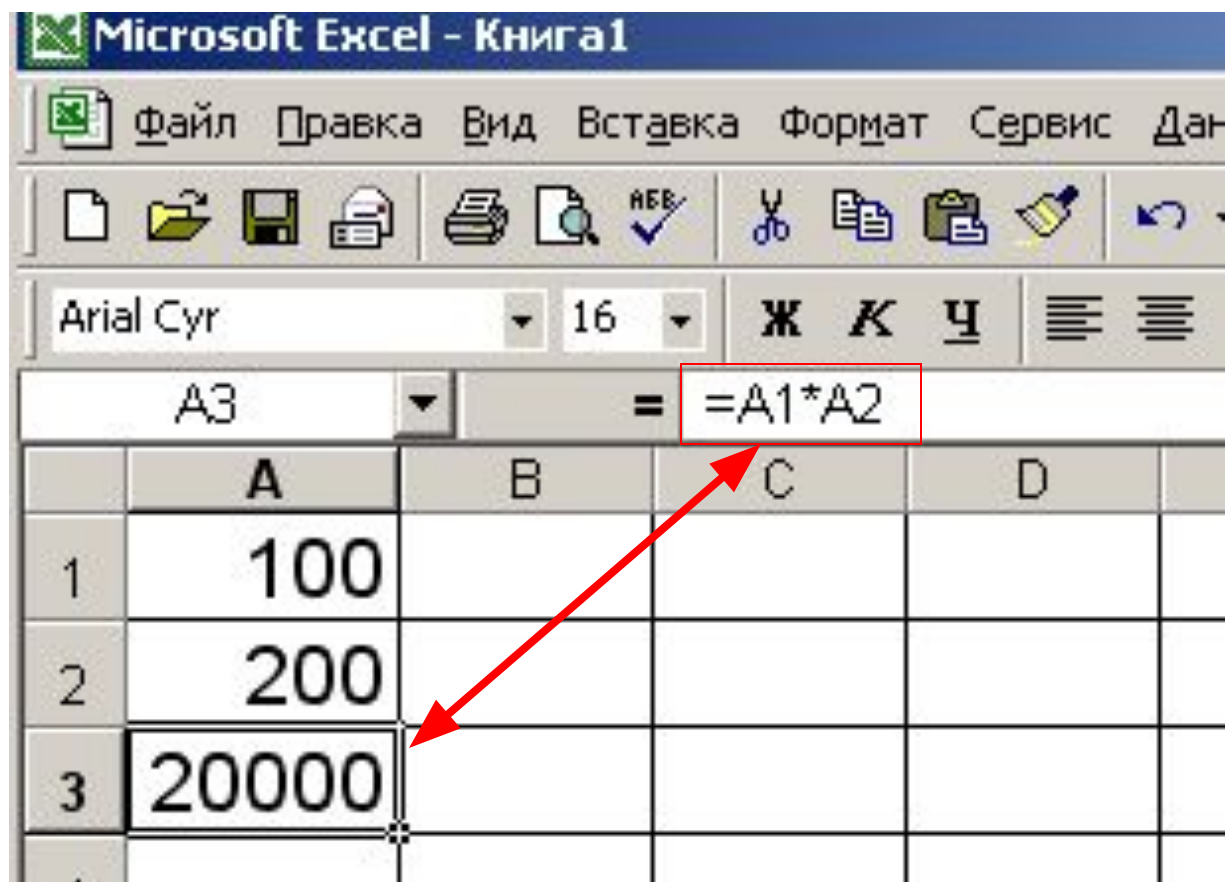 Microsoft Excel - Книга1
Файл Правка Вид Вставка Формат Сервис
АБВ
Arial Cyr 16 Ж К Ч
A3 = =A1*A2
A B C D
1 100
2 200
3 20000